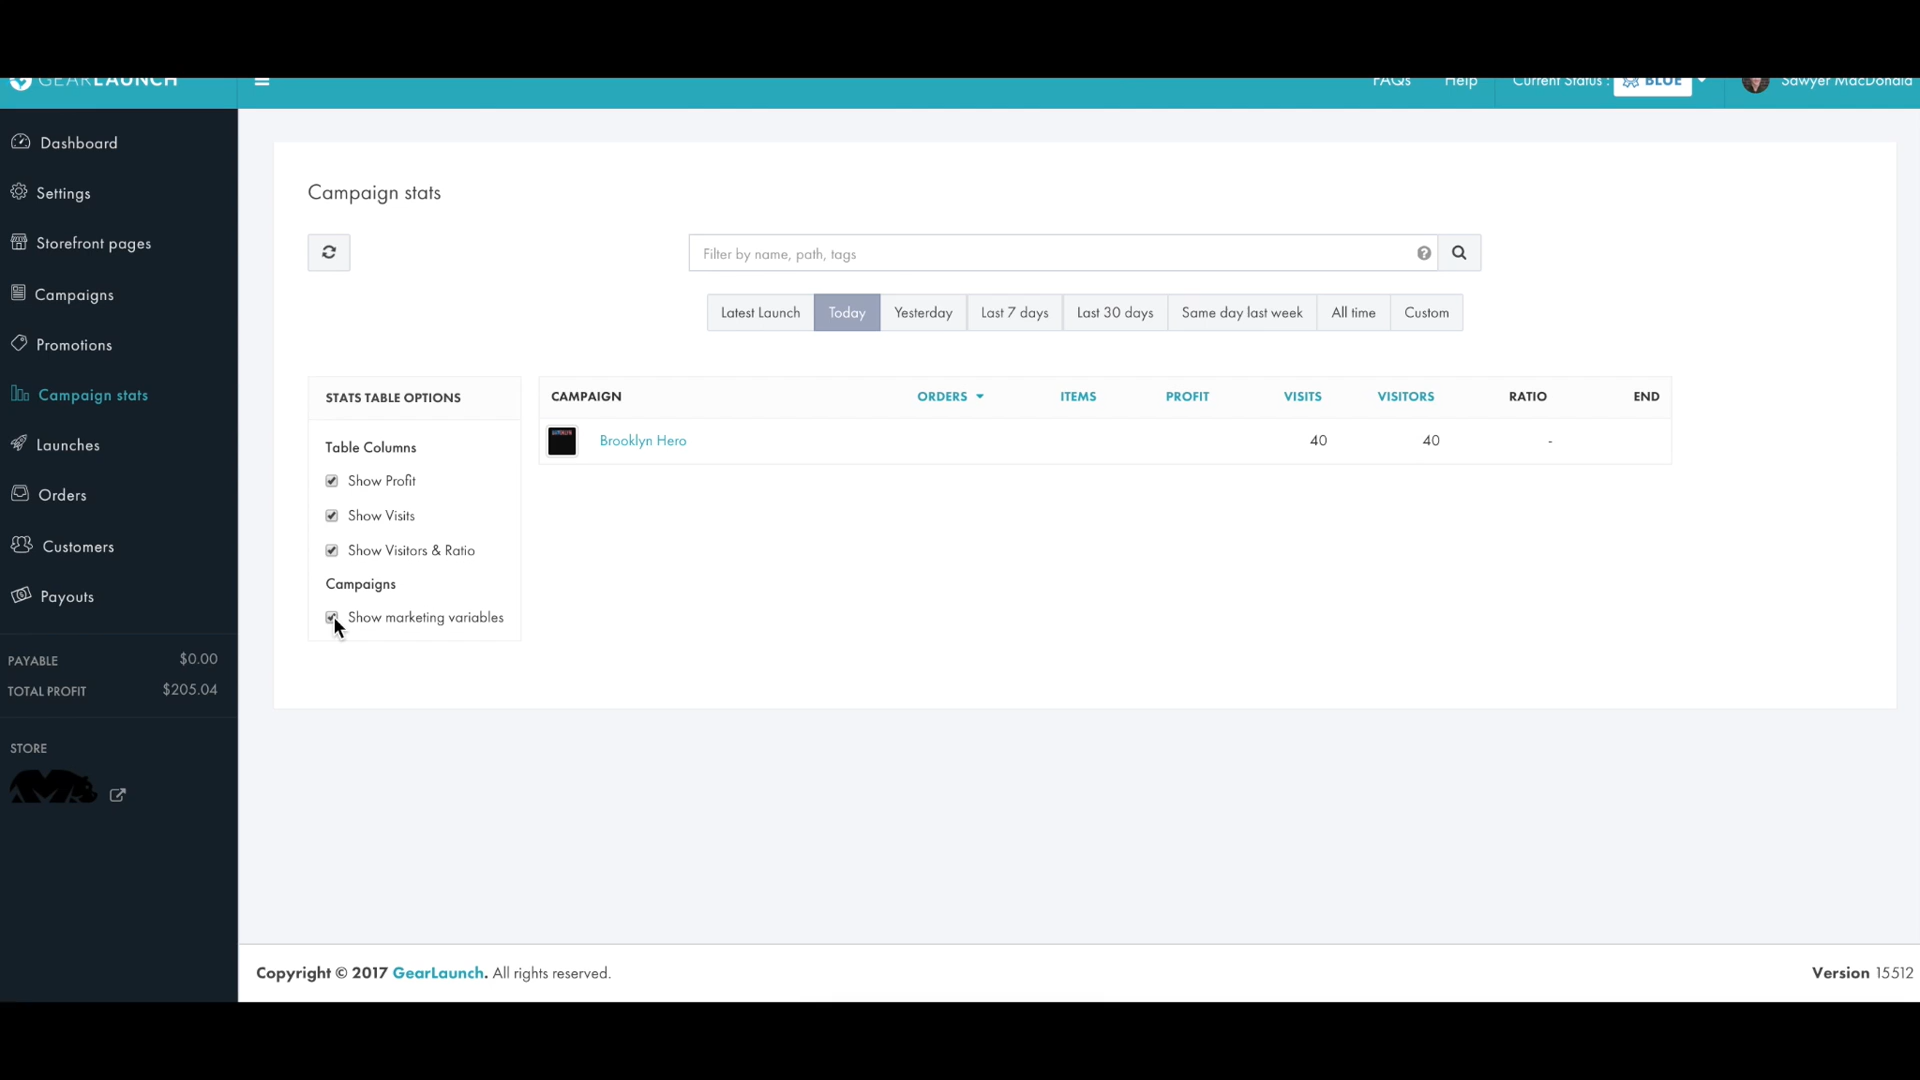 GEARLAUNCH
FAQs Help Current Status : BLUE Sawyer MacDonald
Dashboard
Settings
Storefront pages
Campaigns
Promotions
Campaign stats
Launches
Orders
Customers
Payouts
PAYABLE $0.00
TOTAL PROFIT $205.04
STORE
Campaign stats
Filter by name, path, tags
Latest Launch Today Yesterday Last 7 days Last 30 days Same day last week All time Custom
STATS TABLE OPTIONS
Table Columns
Show Profit
Show Visits
Show Visitors & Ratio
Campaigns
Show marketing variables
CAMPAIGN ORDERS ITEMS PROFIT VISITS VISITORS RATIO END
Brooklyn Hero 40 40 -
Copyright © 2017 GearLaunch. All rights reserved.
Version 15512